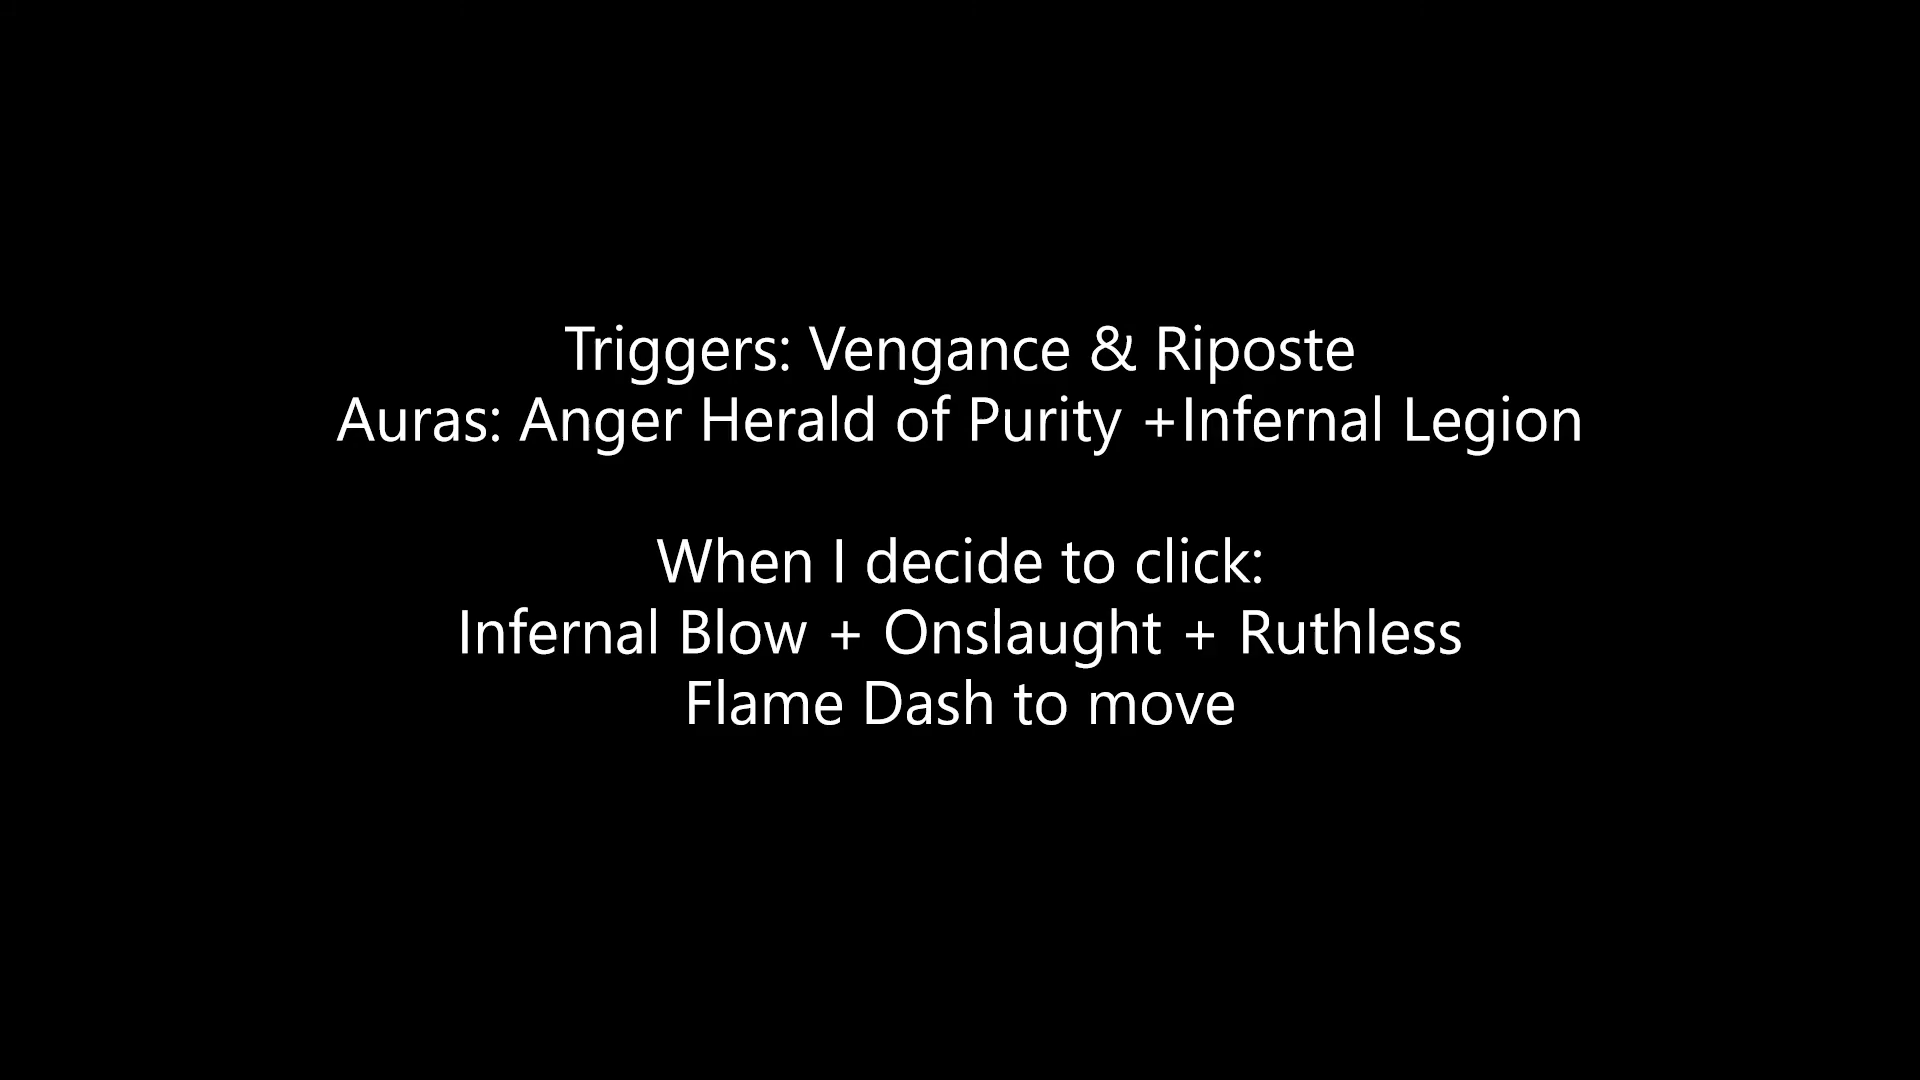 Triggers: Vengance & Riposte
Auras: Anger Herald of Purity +Infernal Legion
When I decide to click:
Infernal Blow + Onslaught + Ruthless
Flame Dash to move